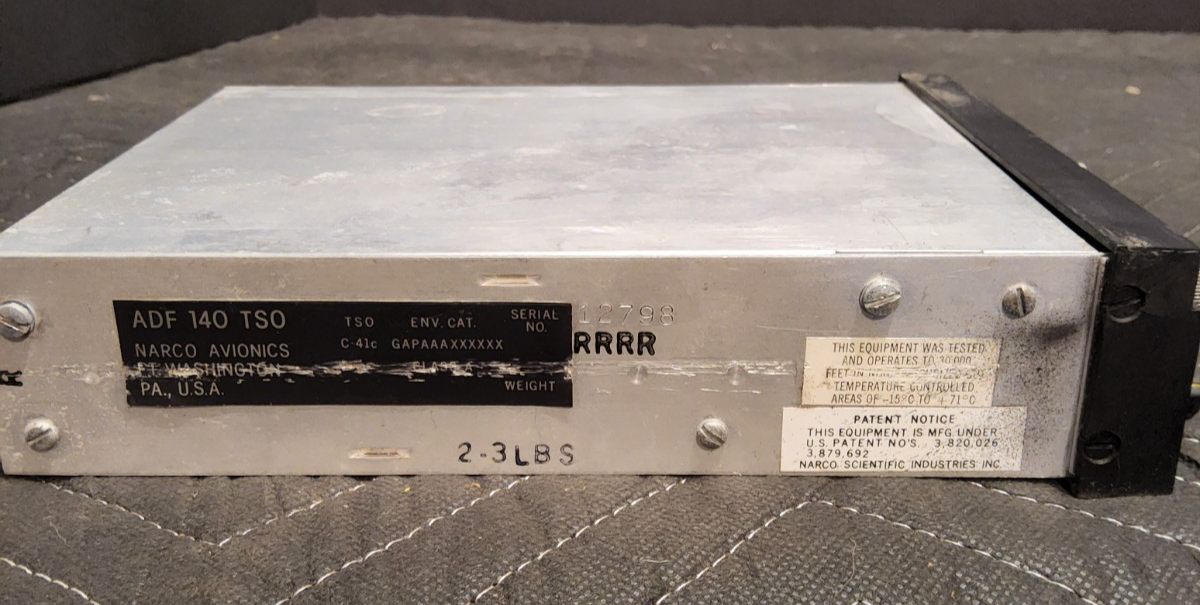 ADF 140 TSO
NARCO AVIONICS
FT. WASHINGTON
PA., U.S.A.
TSO
C-41c
ENV. CAT.
GAPAAAXXXXXX
SERIAL
NO.
12798
RRRR
WEIGHT
2-3LBS
THIS EQUIPMENT WAS TESTED
AND OPERATES TO 30,000
FEET IN
TEMPERATURE CONTROLLED
AREAS OF -15°C TO +71°C
PATENT NOTICE
THIS EQUIPMENT IS MFG UNDER
U.S. PATENT NO'S. 3,820,026
3,879,692
NARCO SCIENTIFIC INDUSTRIES INC.